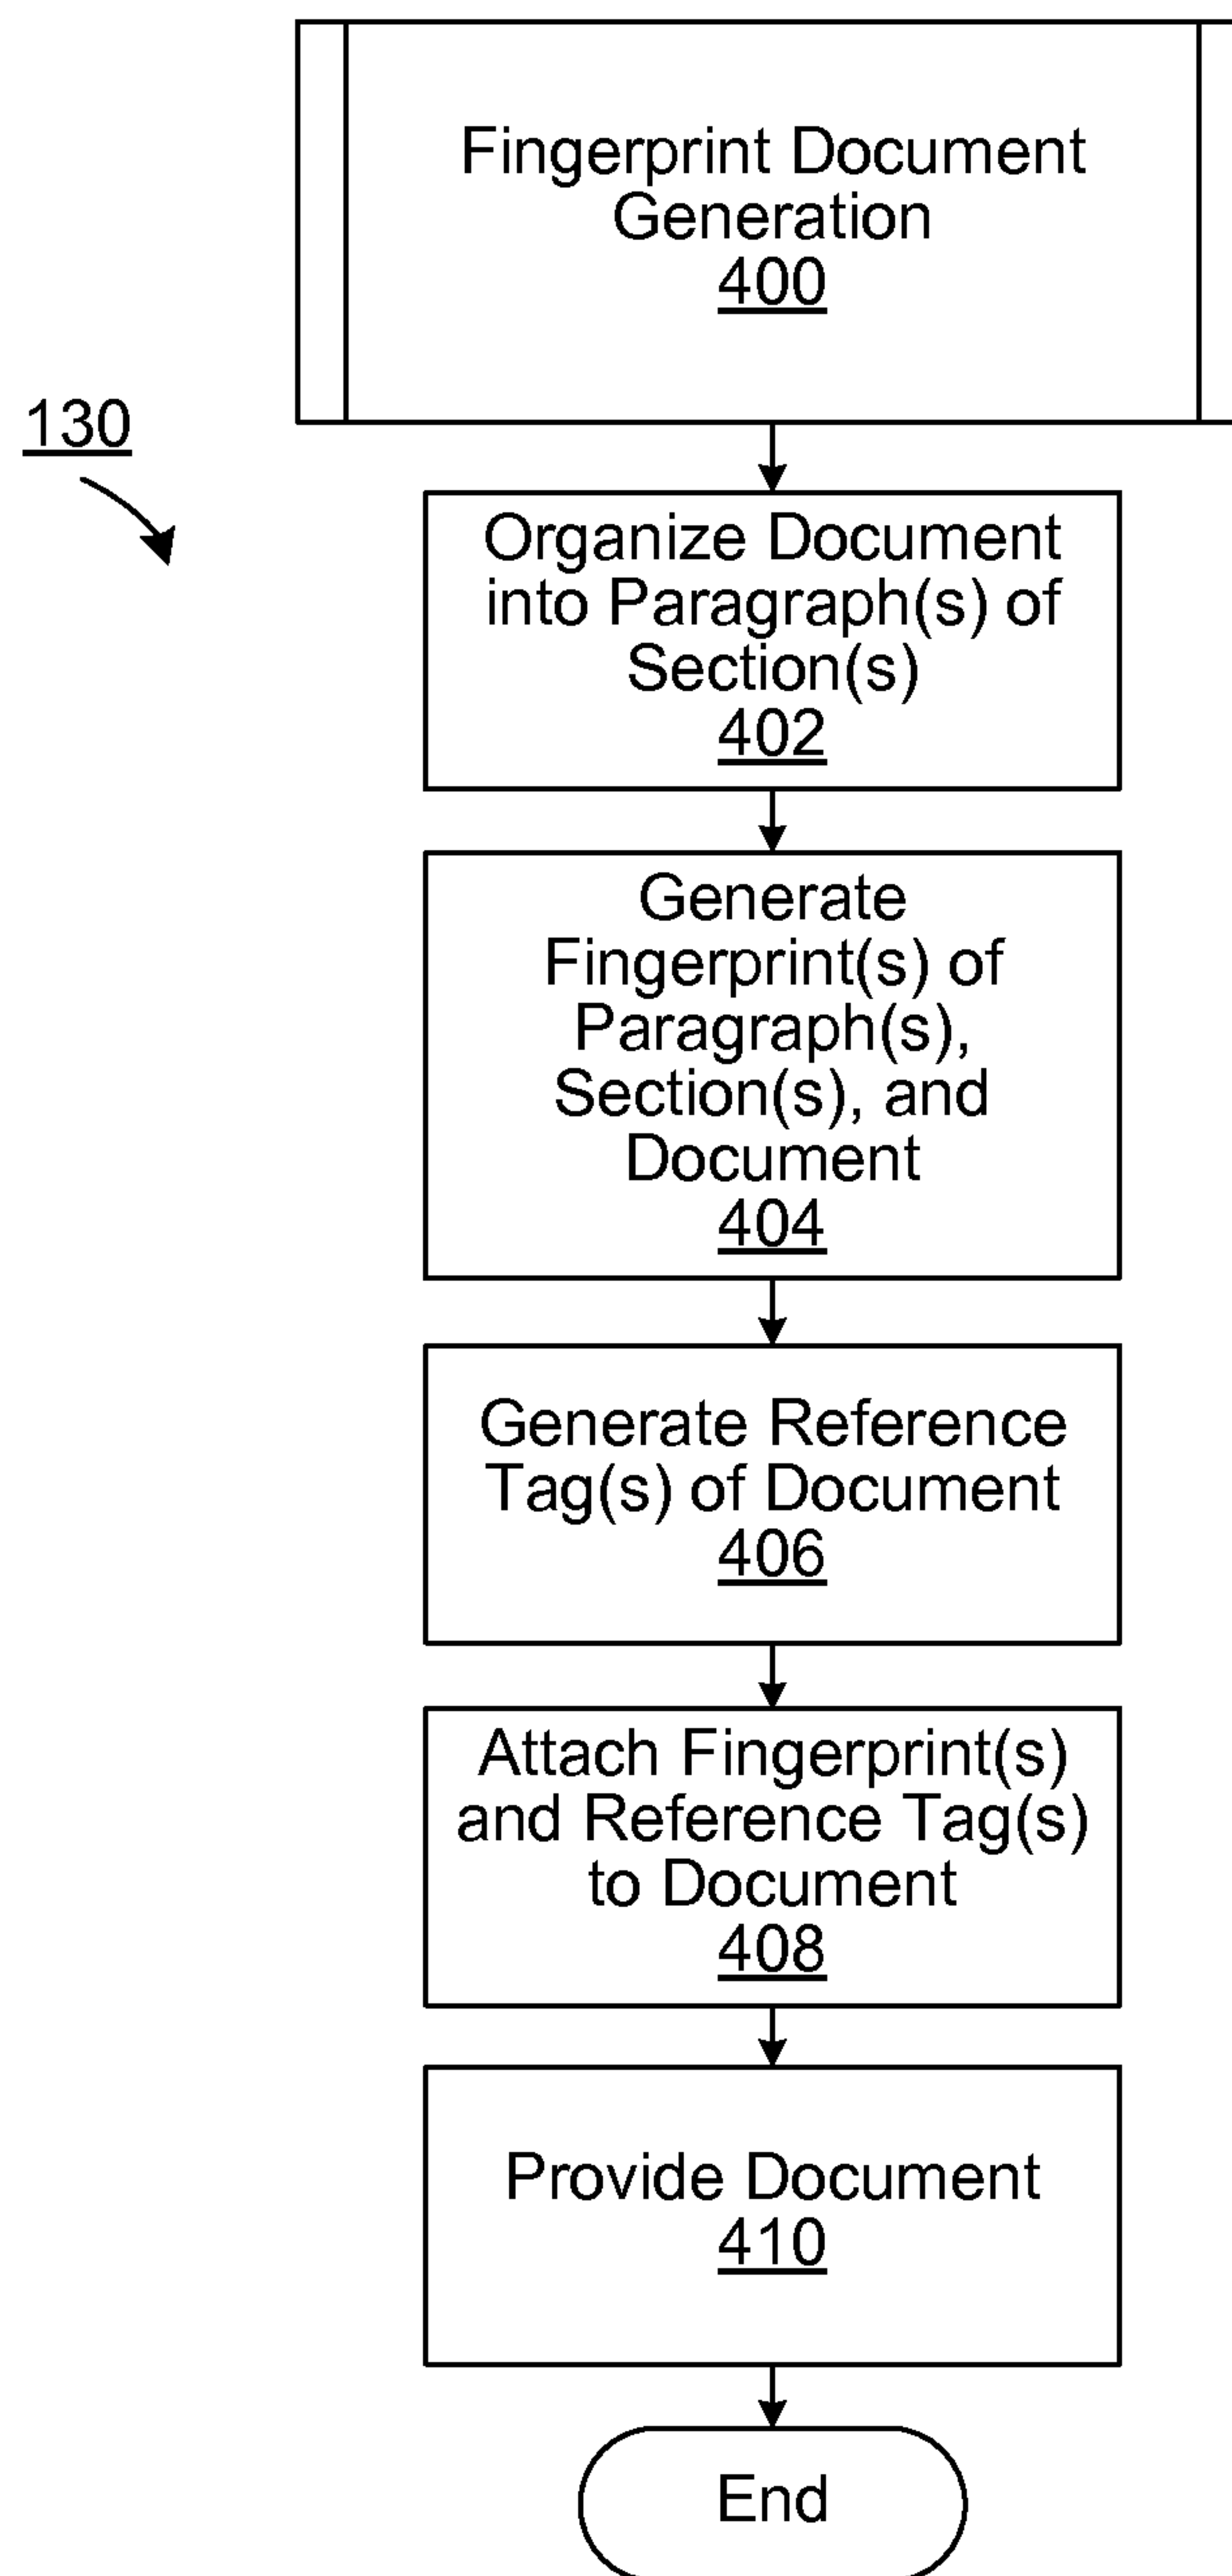 Fingerprint Document
Generation
400
130
Organize Document
into Paragraph(s) of
Section(s)
402
Generate
Fingerprint(s) of
Paragraph(s),
Section(s), and
Document
404
Generate Reference
Tag(s) of Document
406
Attach Fingerprint(s)
and Reference Tag(s)
to Document
408
Provide Document
410
End